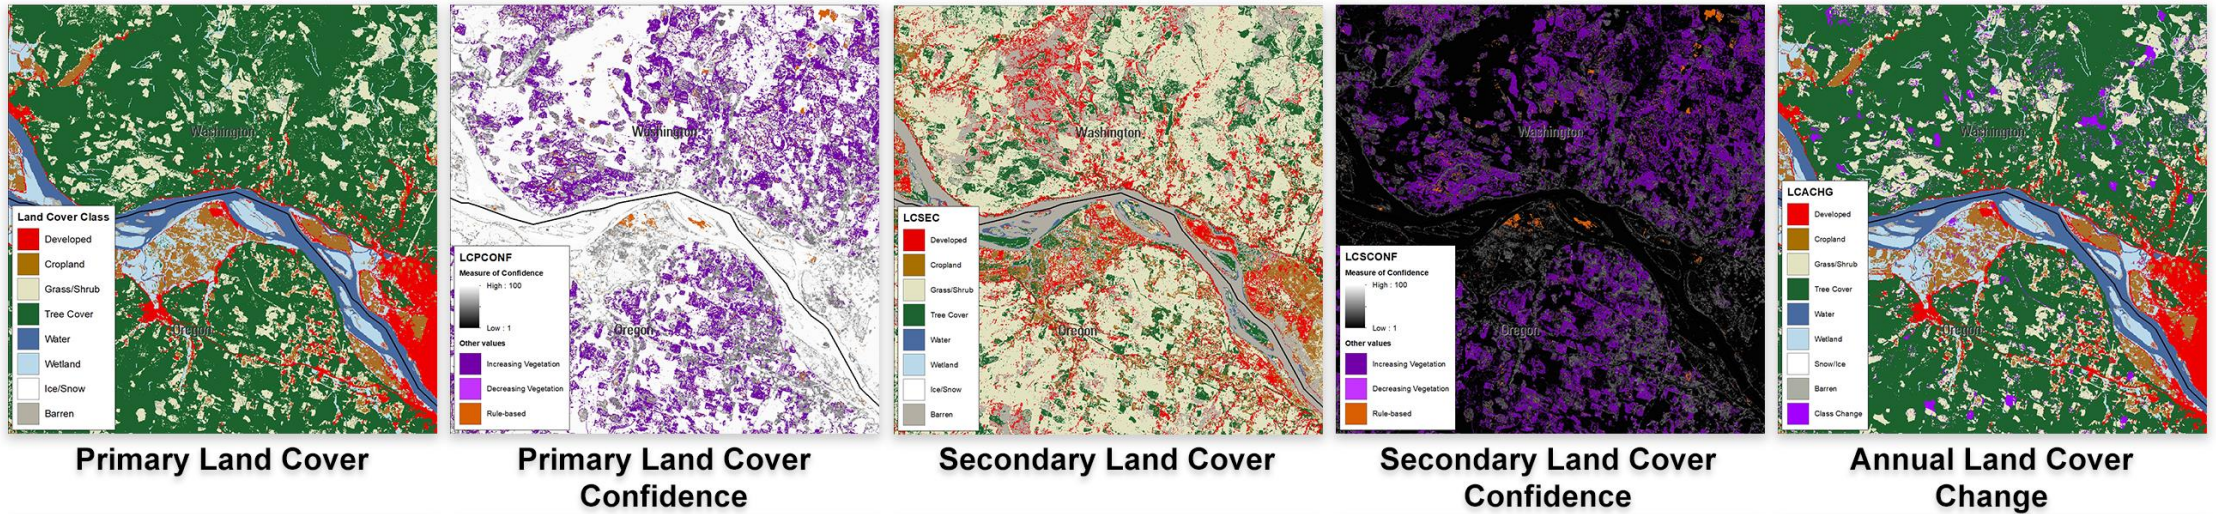 Washington
Oregon
Land Cover Class
Developed
Cropland
Grass/Shrub
Tree Cover
Water
Wetland
Ice/Snow
Barren
Primary Land Cover
Washington
Oregon
LCPCONF
Measure of Confidence
High : 100
Low : 1
Other values
Increasing Vegetation
Decreasing Vegetation
Rule-based
Primary Land Cover
Confidence
Washington
Oregon
LCSEC
Developed
Cropland
Grass/Shrub
Tree Cover
Water
Wetland
Ice/Snow
Barren
Secondary Land Cover
Washington
Oregon
LCSCONF
Measure of Confidence
High : 100
Low : 1
Other values
Increasing Vegetation
Decreasing Vegetation
Rule-based
Secondary Land Cover
Confidence
Washington
Oregon
LCACHG
Developed
Cropland
Grass/Shrub
Tree Cover
Water
Wetland
Snow/Ice
Barren
Class Change
Annual Land Cover
Change